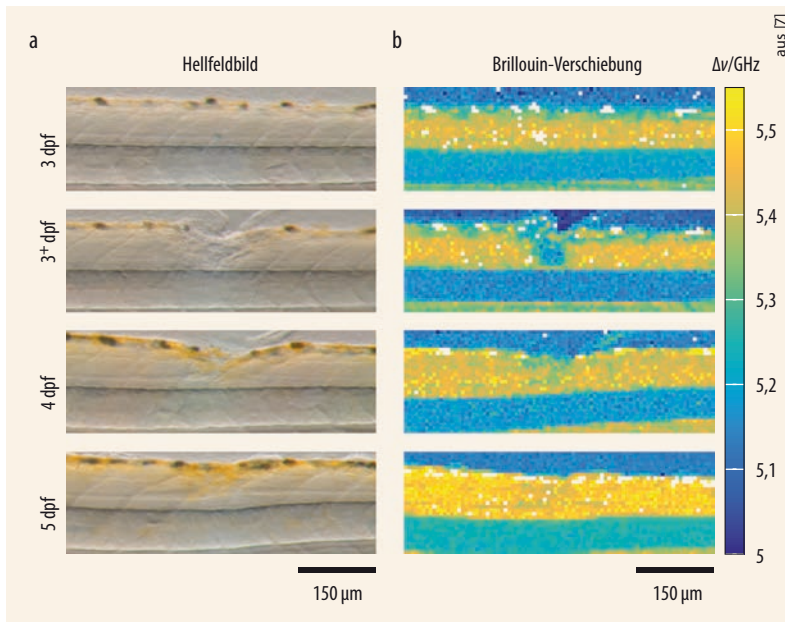 a
b
aus [7]
Hellfeldbild
Brillouin-Verschiebung
Δν/GHz
3 dpf
3+ dpf
4 dpf
5 dpf
5,5
5,4
5,3
5,2
5,1
5
150 µm
150 µm